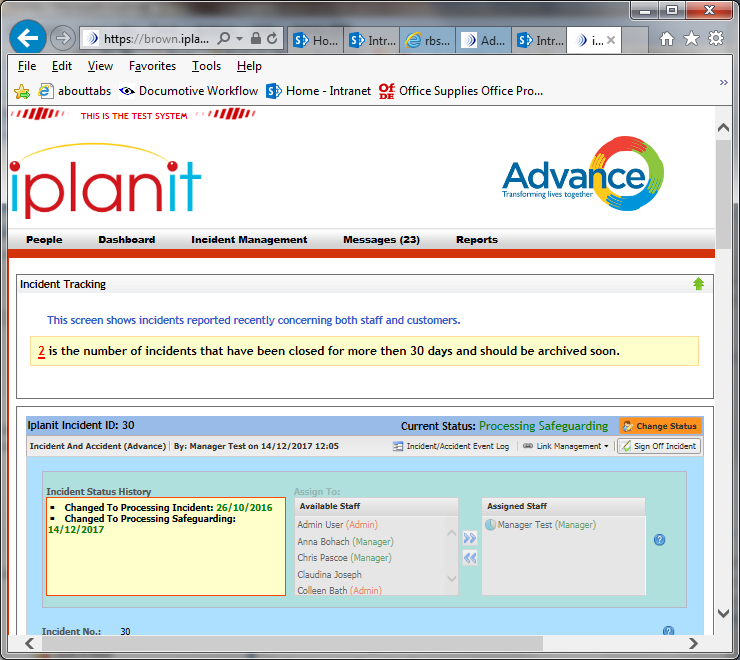 https://brown.ipla...
Ho...
Intr...
rbs...
Ad...
Intr...
i...
File Edit View Favorites Tools Help
abouttabs Documotive Workflow Home - Intranet Office Supplies Office Pro...
THIS IS THE TEST SYSTEM
iplanit
Advance
Transforming lives together
People Dashboard Incident Management Messages (23) Reports
Incident Tracking
This screen shows incidents reported recently concerning both staff and customers.
2 is the number of incidents that have been closed for more then 30 days and should be archived soon.
Iplanit Incident ID: 30 Current Status: Processing Safeguarding Change Status
Incident And Accident (Advance) | By: Manager Test on 14/12/2017 12:05 Incident/Accident Event Log Link Management Sign Off Incident
Incident Status History
Changed To Processing Incident: 26/10/2016
Changed To Processing Safeguarding:
14/12/2017
Assign To:
Available Staff
Admin User (Admin)
Anna Bohach (Manager)
Chris Pascoe (Manager)
Claudina Joseph
Colleen Bath (Admin)
Assigned Staff
Manager Test (Manager)
Incident No.: 30